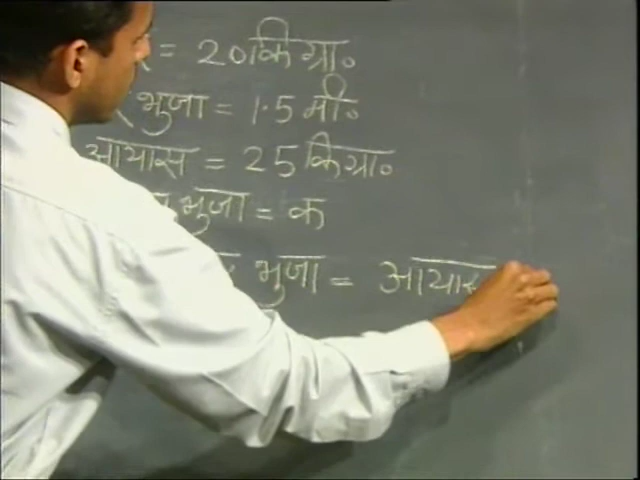 = 20 किग्रा॰
भुजा = 1.5 मी॰
आयास = 25 किग्रा॰
भुजा = क
भुजा = आयास